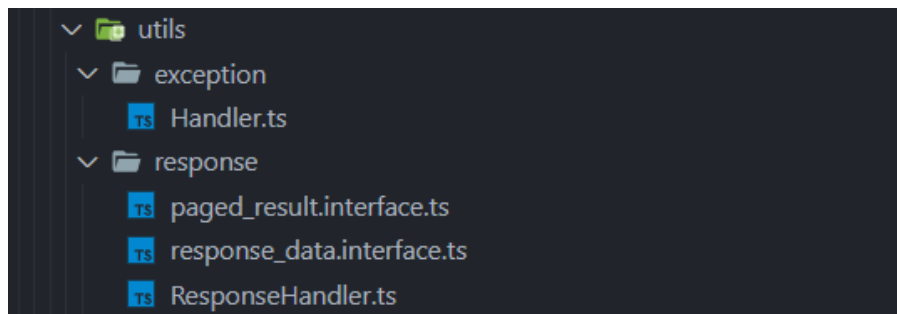 utils
exception
TS Handler.ts
response
TS paged_result.interface.ts
TS response_data.interface.ts
TS ResponseHandler.ts